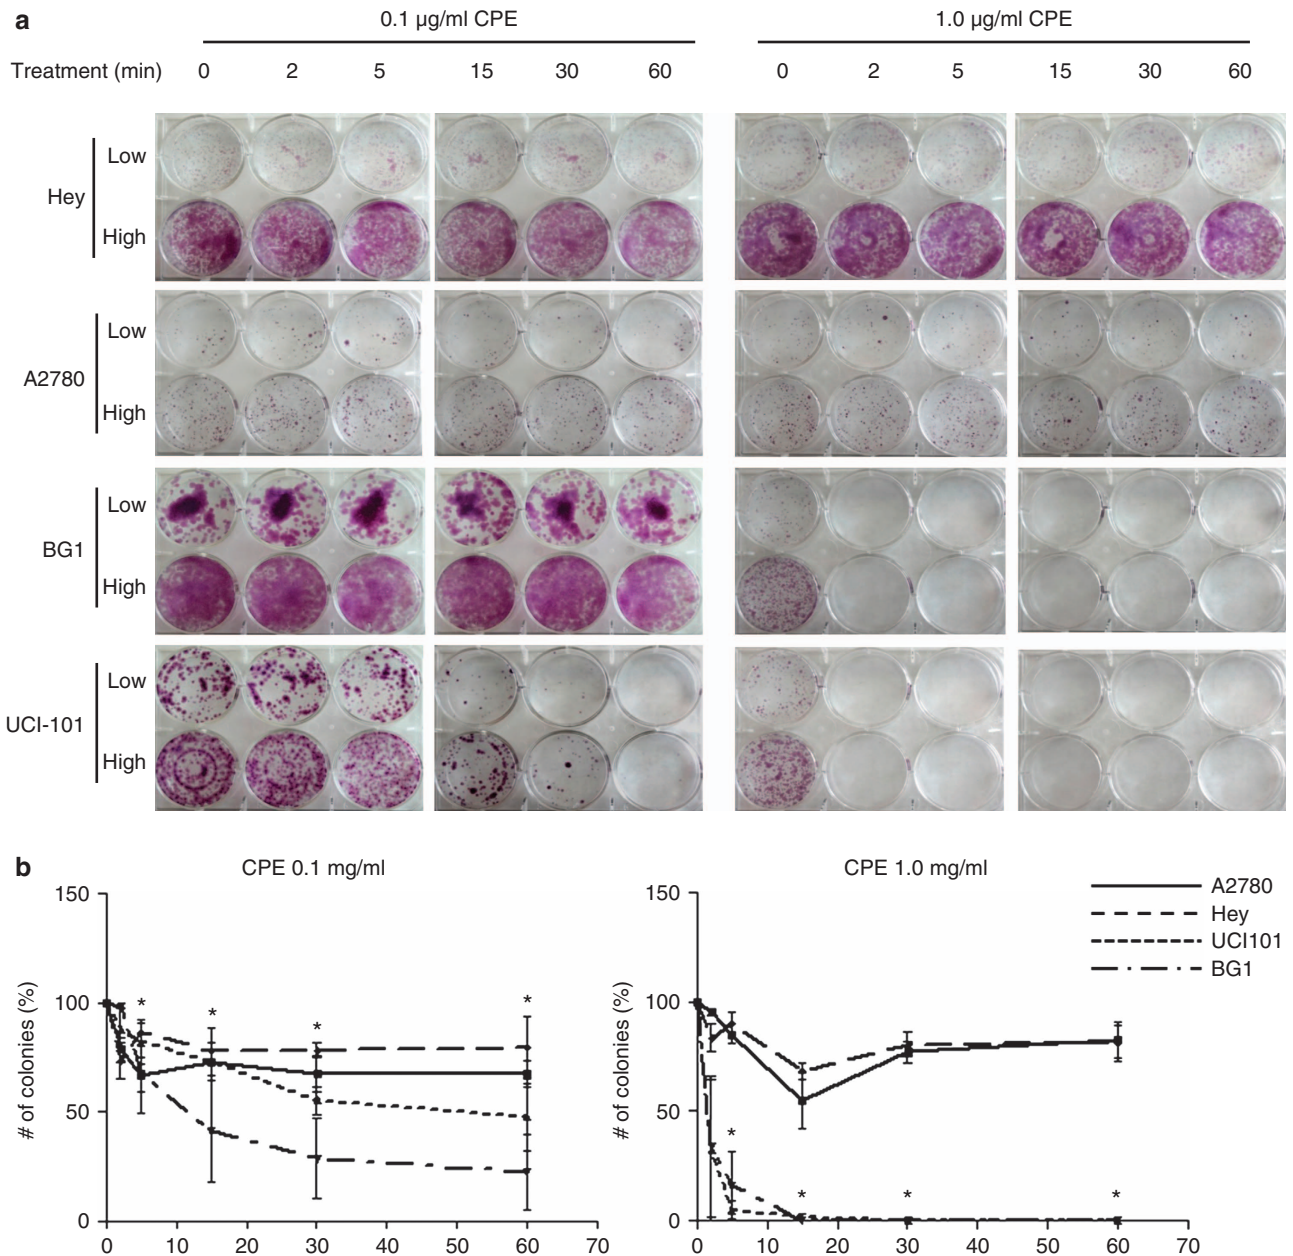 a
0.1 µg/ml CPE 1.0 µg/ml CPE
Treatment (min) 0 2 5 15 30 60 0 2 5 15 30 60
Low
Hey
High
Low
A2780
High
Low
BG1
High
Low
UCI-101
High
b
CPE 0.1 mg/ml
150
100
50
0
# of colonies (%)
* * * *
0 10 20 30 40 50 60 70
CPE 1.0 mg/ml
150
100
50
0
# of colonies (%)
* * * *
0 10 20 30 40 50 60 70
A2780
Hey
UCI101
BG1